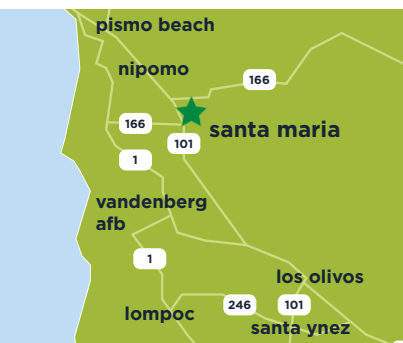 pismo beach
nipomo
166
166
santa maria
101
1
vandenberg
afb
1
los olivos
246
101
lompoc
santa ynez